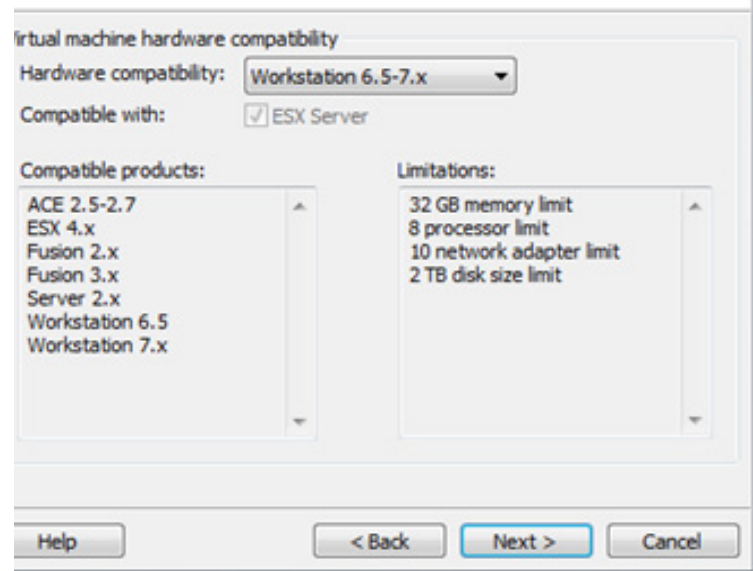 irtual machine hardware compatibility
Hardware compatibility: Workstation 6.5-7.x
Compatible with: ESX Server
Compatible products:
ACE 2.5-2.7
ESX 4.x
Fusion 2.x
Fusion 3.x
Server 2.x
Workstation 6.5
Workstation 7.x
Limitations:
32 GB memory limit
8 processor limit
10 network adapter limit
2 TB disk size limit
Help < Back Next > Cancel